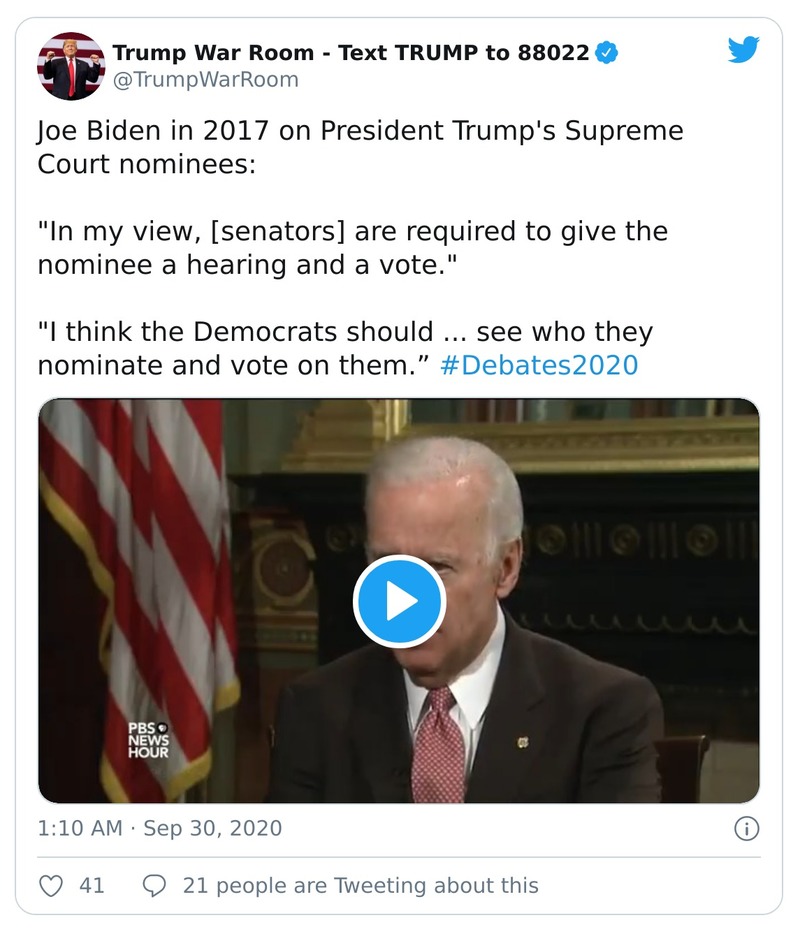 Trump War Room - Text TRUMP to 88022
@TrumpWarRoom
Joe Biden in 2017 on President Trump's Supreme
Court nominees:
"In my view, [senators] are required to give the
nominee a hearing and a vote."
"I think the Democrats should ... see who they
nominate and vote on them.” #Debates2020
PBS
NEWS
HOUR
1:10 AM · Sep 30, 2020
41
21 people are Tweeting about this